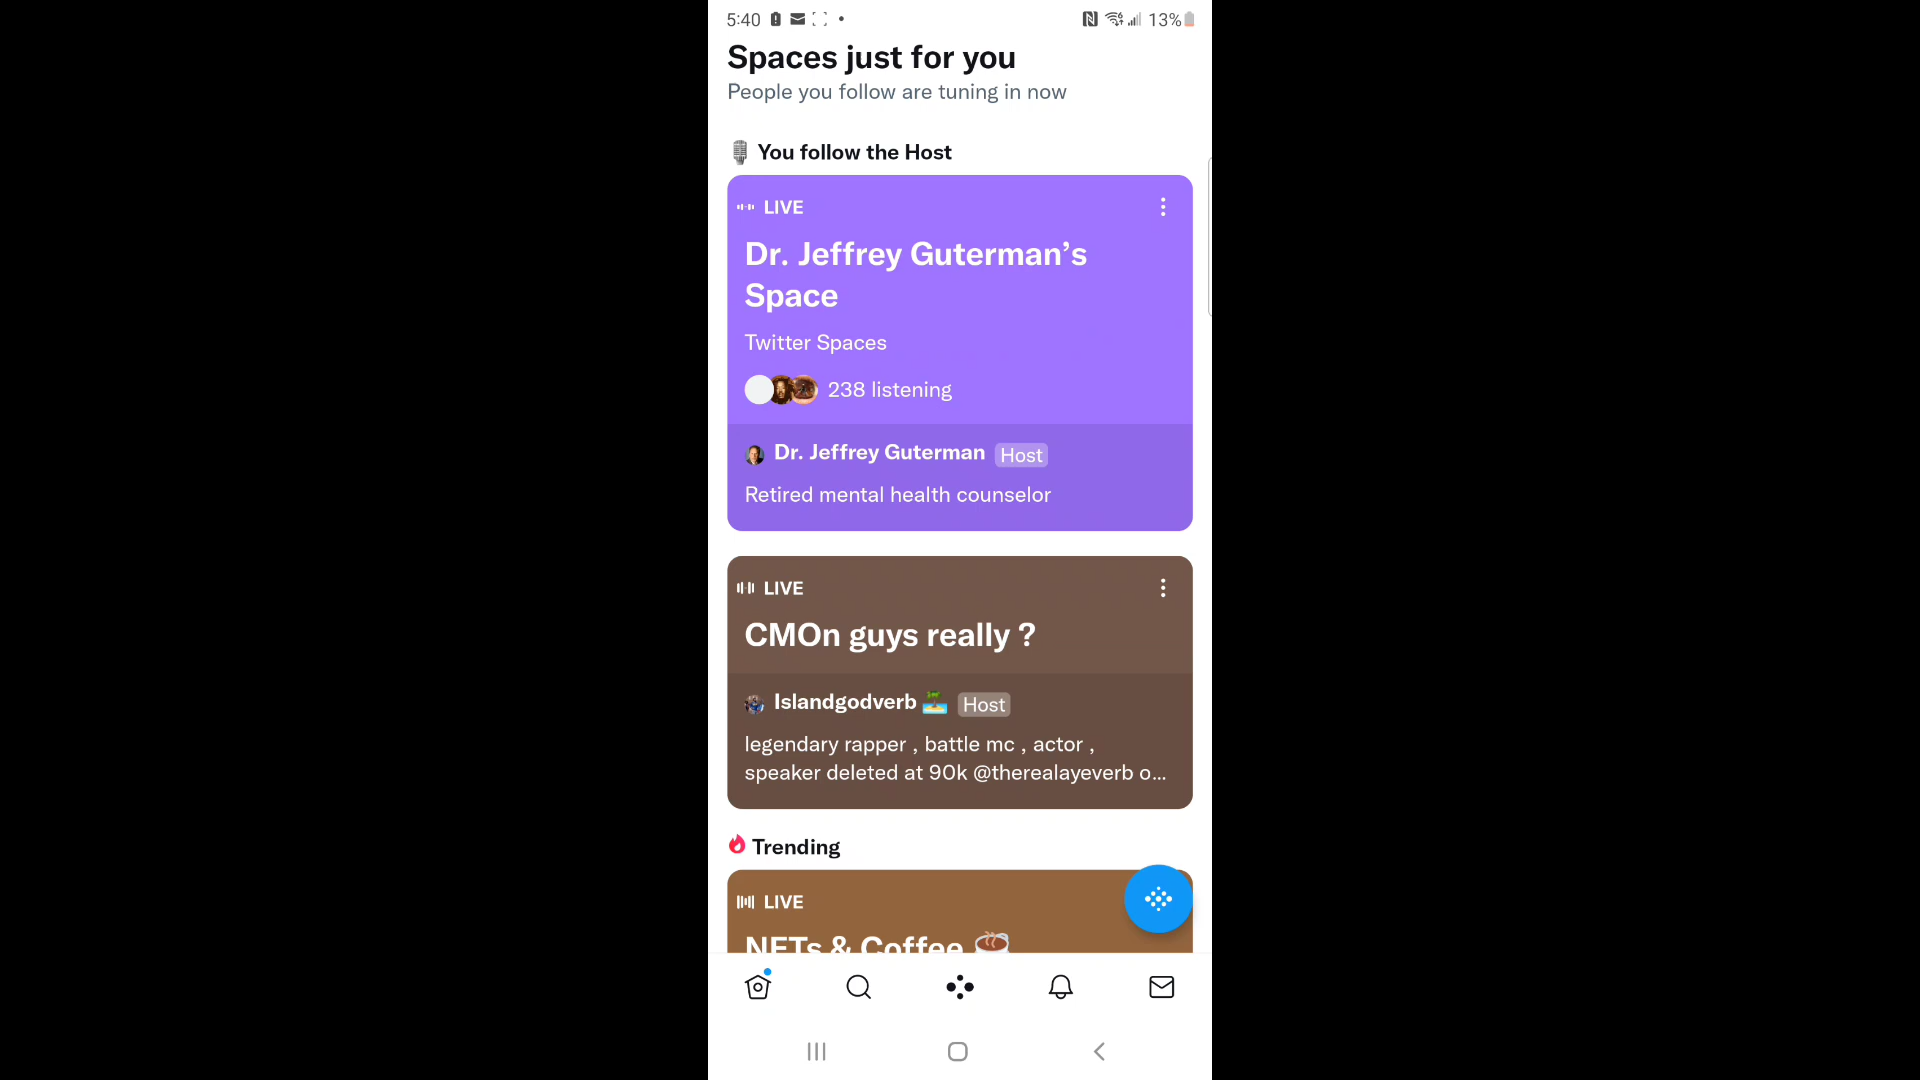 5:40
13%
Spaces just for you
People you follow are tuning in now
You follow the Host
LIVE
Dr. Jeffrey Guterman’s
Space
Twitter Spaces
238 listening
Dr. Jeffrey Guterman Host
Retired mental health counselor
LIVE
CMOn guys really ?
Islandgodverb🏝️ Host
legendary rapper , battle mc , actor ,
speaker deleted at 90k @therealayeverb o...
Trending
LIVE
NFTs & Coffee ☕